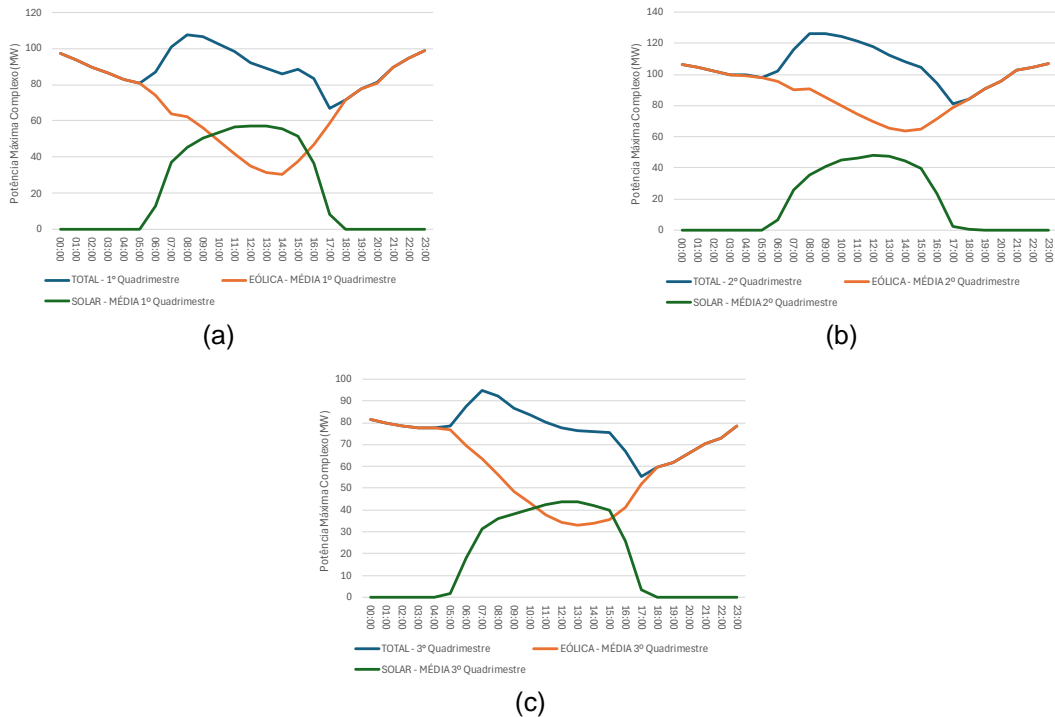 Potência Máxima Complexo (MW)
120
100
80
60
40
20
0
00:00 01:00 02:00 03:00 04:00 05:00 06:00 07:00 08:00 09:00 10:00 11:00 12:00 13:00 14:00 15:00 16:00 17:00 18:00 19:00 20:00 21:00 22:00 23:00
TOTAL - 1º Quadrimestre EÓLICA - MÉDIA 1º Quadrimestre
SOLAR - MÉDIA 1º Quadrimestre
(a)
Potência Máxima Complexo (MW)
140
120
100
80
60
40
20
0
00:00 01:00 02:00 03:00 04:00 05:00 06:00 07:00 08:00 09:00 10:00 11:00 12:00 13:00 14:00 15:00 16:00 17:00 18:00 19:00 20:00 21:00 22:00 23:00
TOTAL - 2º Quadrimestre EÓLICA - MÉDIA 2º Quadrimestre
SOLAR - MÉDIA 2º Quadrimestre
(b)
Potência Máxima Complexo (MW)
100
90
80
70
60
50
40
30
20
10
0
00:00 01:00 02:00 03:00 04:00 05:00 06:00 07:00 08:00 09:00 10:00 11:00 12:00 13:00 14:00 15:00 16:00 17:00 18:00 19:00 20:00 21:00 22:00 23:00
TOTAL - 3º Quadrimestre EÓLICA - MÉDIA 3º Quadrimestre
SOLAR - MÉDIA 3º Quadrimestre
(c)